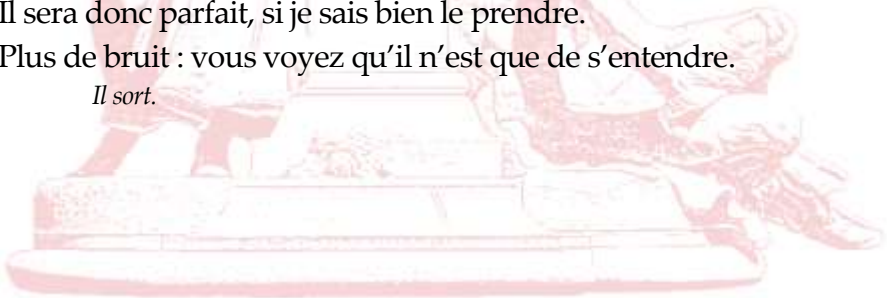 Il sera donc parfait, si je sais bien le prendre.
Plus de bruit : vous voyez qu’il n’est que de s’entendre.
Il sort.